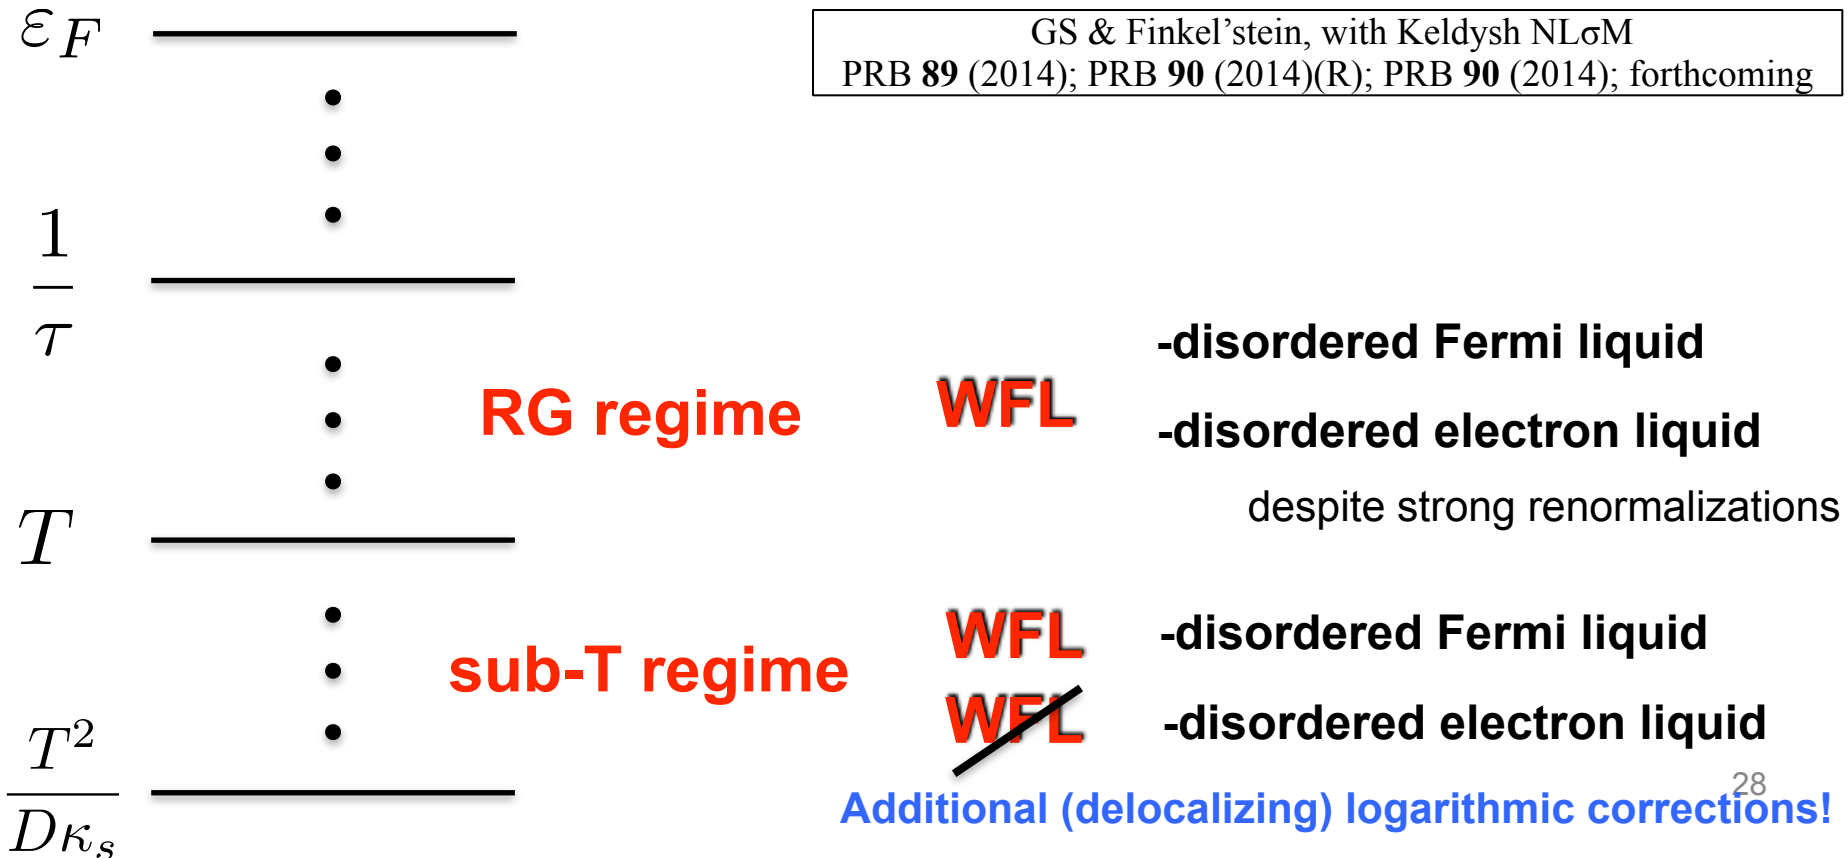 εF
GS & Finkel’stein, with Keldysh NLσM
PRB 89 (2014); PRB 90 (2014)(R); PRB 90 (2014); forthcoming
1
τ
-disordered Fermi liquid
RG regime
WFL
-disordered electron liquid
despite strong renormalizations
T
WFL
-disordered Fermi liquid
sub-T regime
WFL
-disordered electron liquid
T²
Dκs
28
Additional (delocalizing) logarithmic corrections!